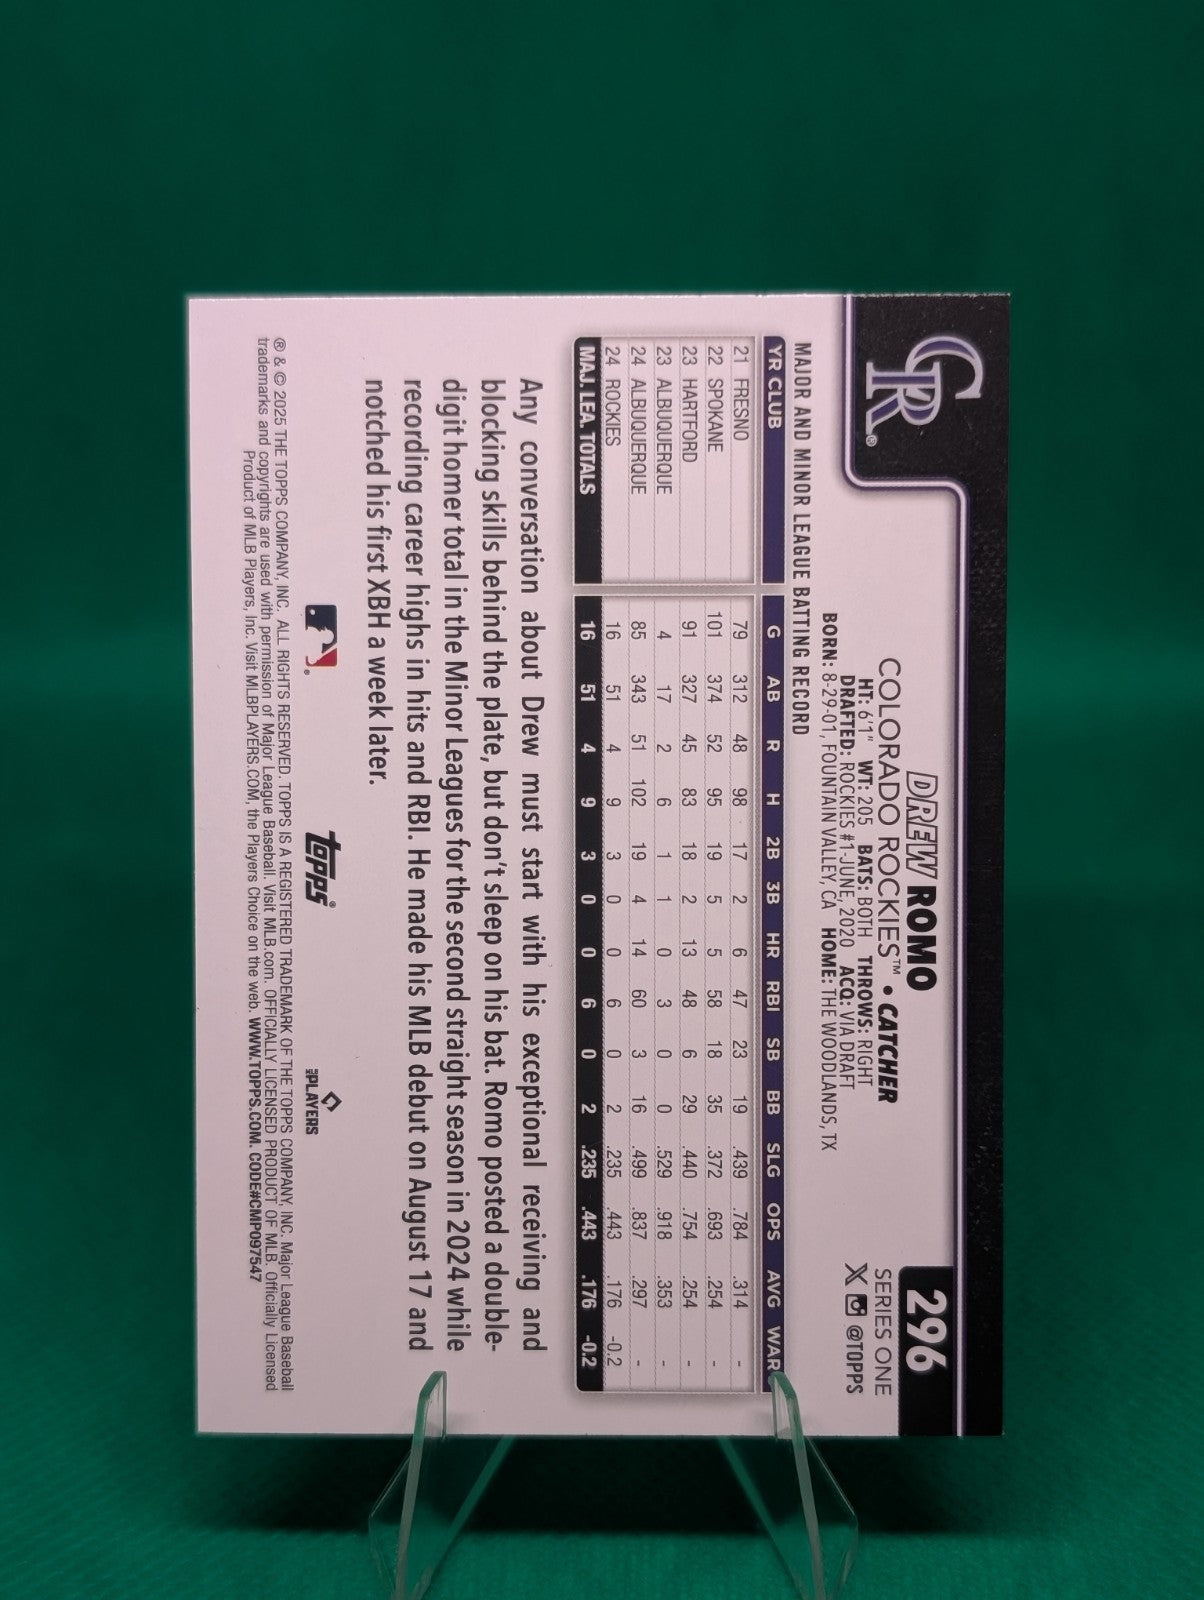 CR®
DREW ROMO
COLORADO ROCKIES™ • CATCHER
HT: 6'1" WT: 205 BATS: BOTH THROWS: RIGHT
DRAFTED: ROCKIES #1-JUNE, 2020 ACQ: VIA DRAFT
BORN: 8-29-01, FOUNTAIN VALLEY, CA HOME: THE WOODLANDS, TX
296
SERIES ONE
X @TOPPS
MAJOR AND MINOR LEAGUE BATTING RECORD
YR CLUB G AB R H 2B 3B HR RBI SB BB SLG OPS AVG WAR
21 FRESNO 79 312 48 98 17 2 6 47 23 19 .439 .784 .314 -
22 SPOKANE 101 374 52 95 19 5 5 58 18 35 .372 .693 .254 -
23 HARTFORD 91 327 45 83 18 2 13 48 6 29 .440 .754 .254 -
23 ALBUQUERQUE 4 17 2 6 1 1 0 3 0 0 .529 .918 .353 -
24 ALBUQUERQUE 85 343 51 102 19 4 14 60 3 16 .499 .837 .297 -
24 ROCKIES 16 51 4 9 3 0 0 6 0 2 .235 .443 .176 -0.2
MAJ. LEA. TOTALS 16 51 4 9 3 0 0 6 0 2 .235 .443 .176 -0.2
Any conversation about Drew must start with his exceptional receiving and
blocking skills behind the plate, but don't sleep on his bat. Romo posted a double-
digit homer total in the Minor Leagues for the second straight season in 2024 while
recording career highs in hits and RBI. He made his MLB debut on August 17 and
notched his first XBH a week later.
topps®
MLB PLAYERS
® & © 2025 THE TOPPS COMPANY, INC. ALL RIGHTS RESERVED. TOPPS IS A REGISTERED TRADEMARK OF THE TOPPS COMPANY, INC. Major League Baseball
trademarks and copyrights are used with permission of Major League Baseball. Visit MLB.com. OFFICIALLY LICENSED PRODUCT OF MLB. Officially Licensed
Product of MLB Players, Inc. Visit MLBPLAYERS.COM, the Players Choice on the web. WWW.TOPPS.COM. CODE#CMP097547